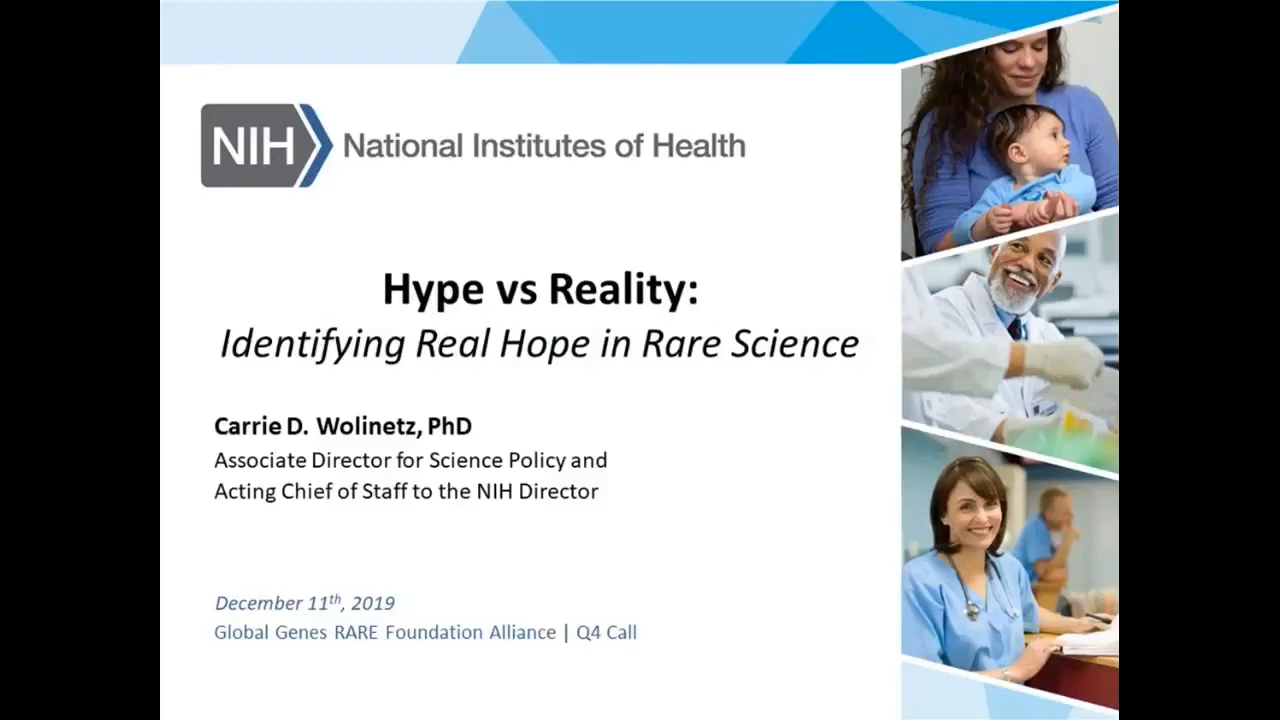 NIH National Institutes of Health
Hype vs Reality:
Identifying Real Hope in Rare Science
Carrie D. Wolinetz, PhD
Associate Director for Science Policy and
Acting Chief of Staff to the NIH Director
December 11th, 2019
Global Genes RARE Foundation Alliance | Q4 Call